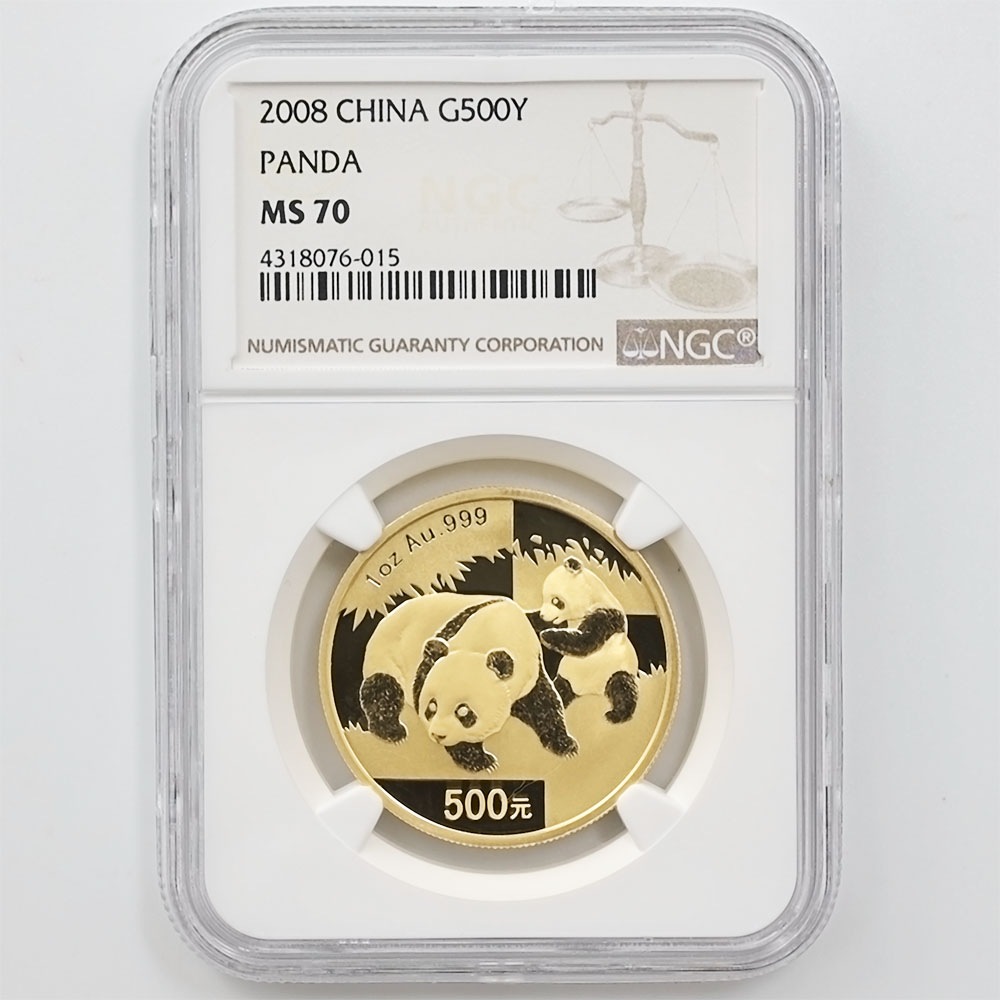 2008 CHINA G500Y
PANDA
MS 70
4318076-015
NUMISMATIC GUARANTY CORPORATION
NGC®
NGC
1oz Au.999
500元